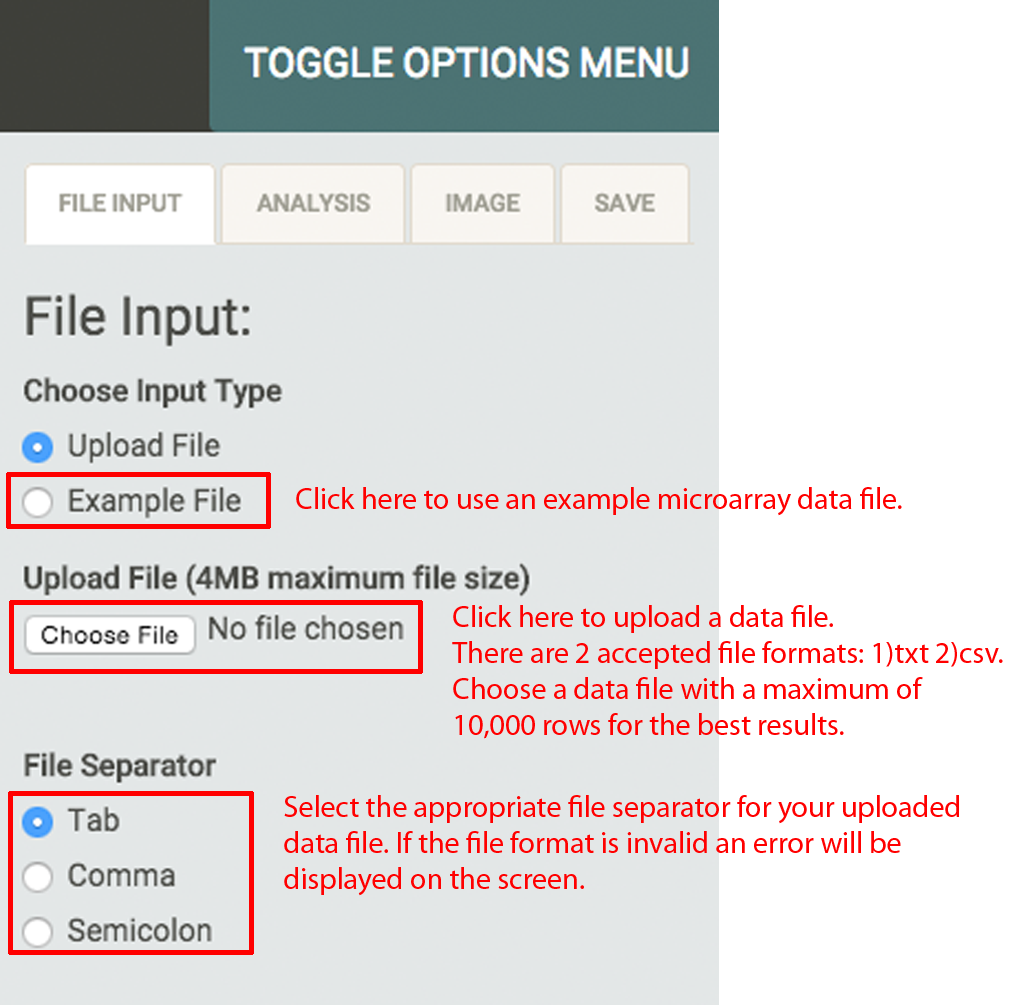 TOGGLE OPTIONS MENU
FILE INPUT ANALYSIS IMAGE SAVE
File Input:
Choose Input Type
Upload File
Example File
Click here to use an example microarray data file.
Upload File (4MB maximum file size)
Choose File No file chosen
Click here to upload a data file.
There are 2 accepted file formats: 1)txt 2)csv.
Choose a data file with a maximum of
10,000 rows for the best results.
File Separator
Tab
Comma
Semicolon
Select the appropriate file separator for your uploaded
data file. If the file format is invalid an error will be
displayed on the screen.